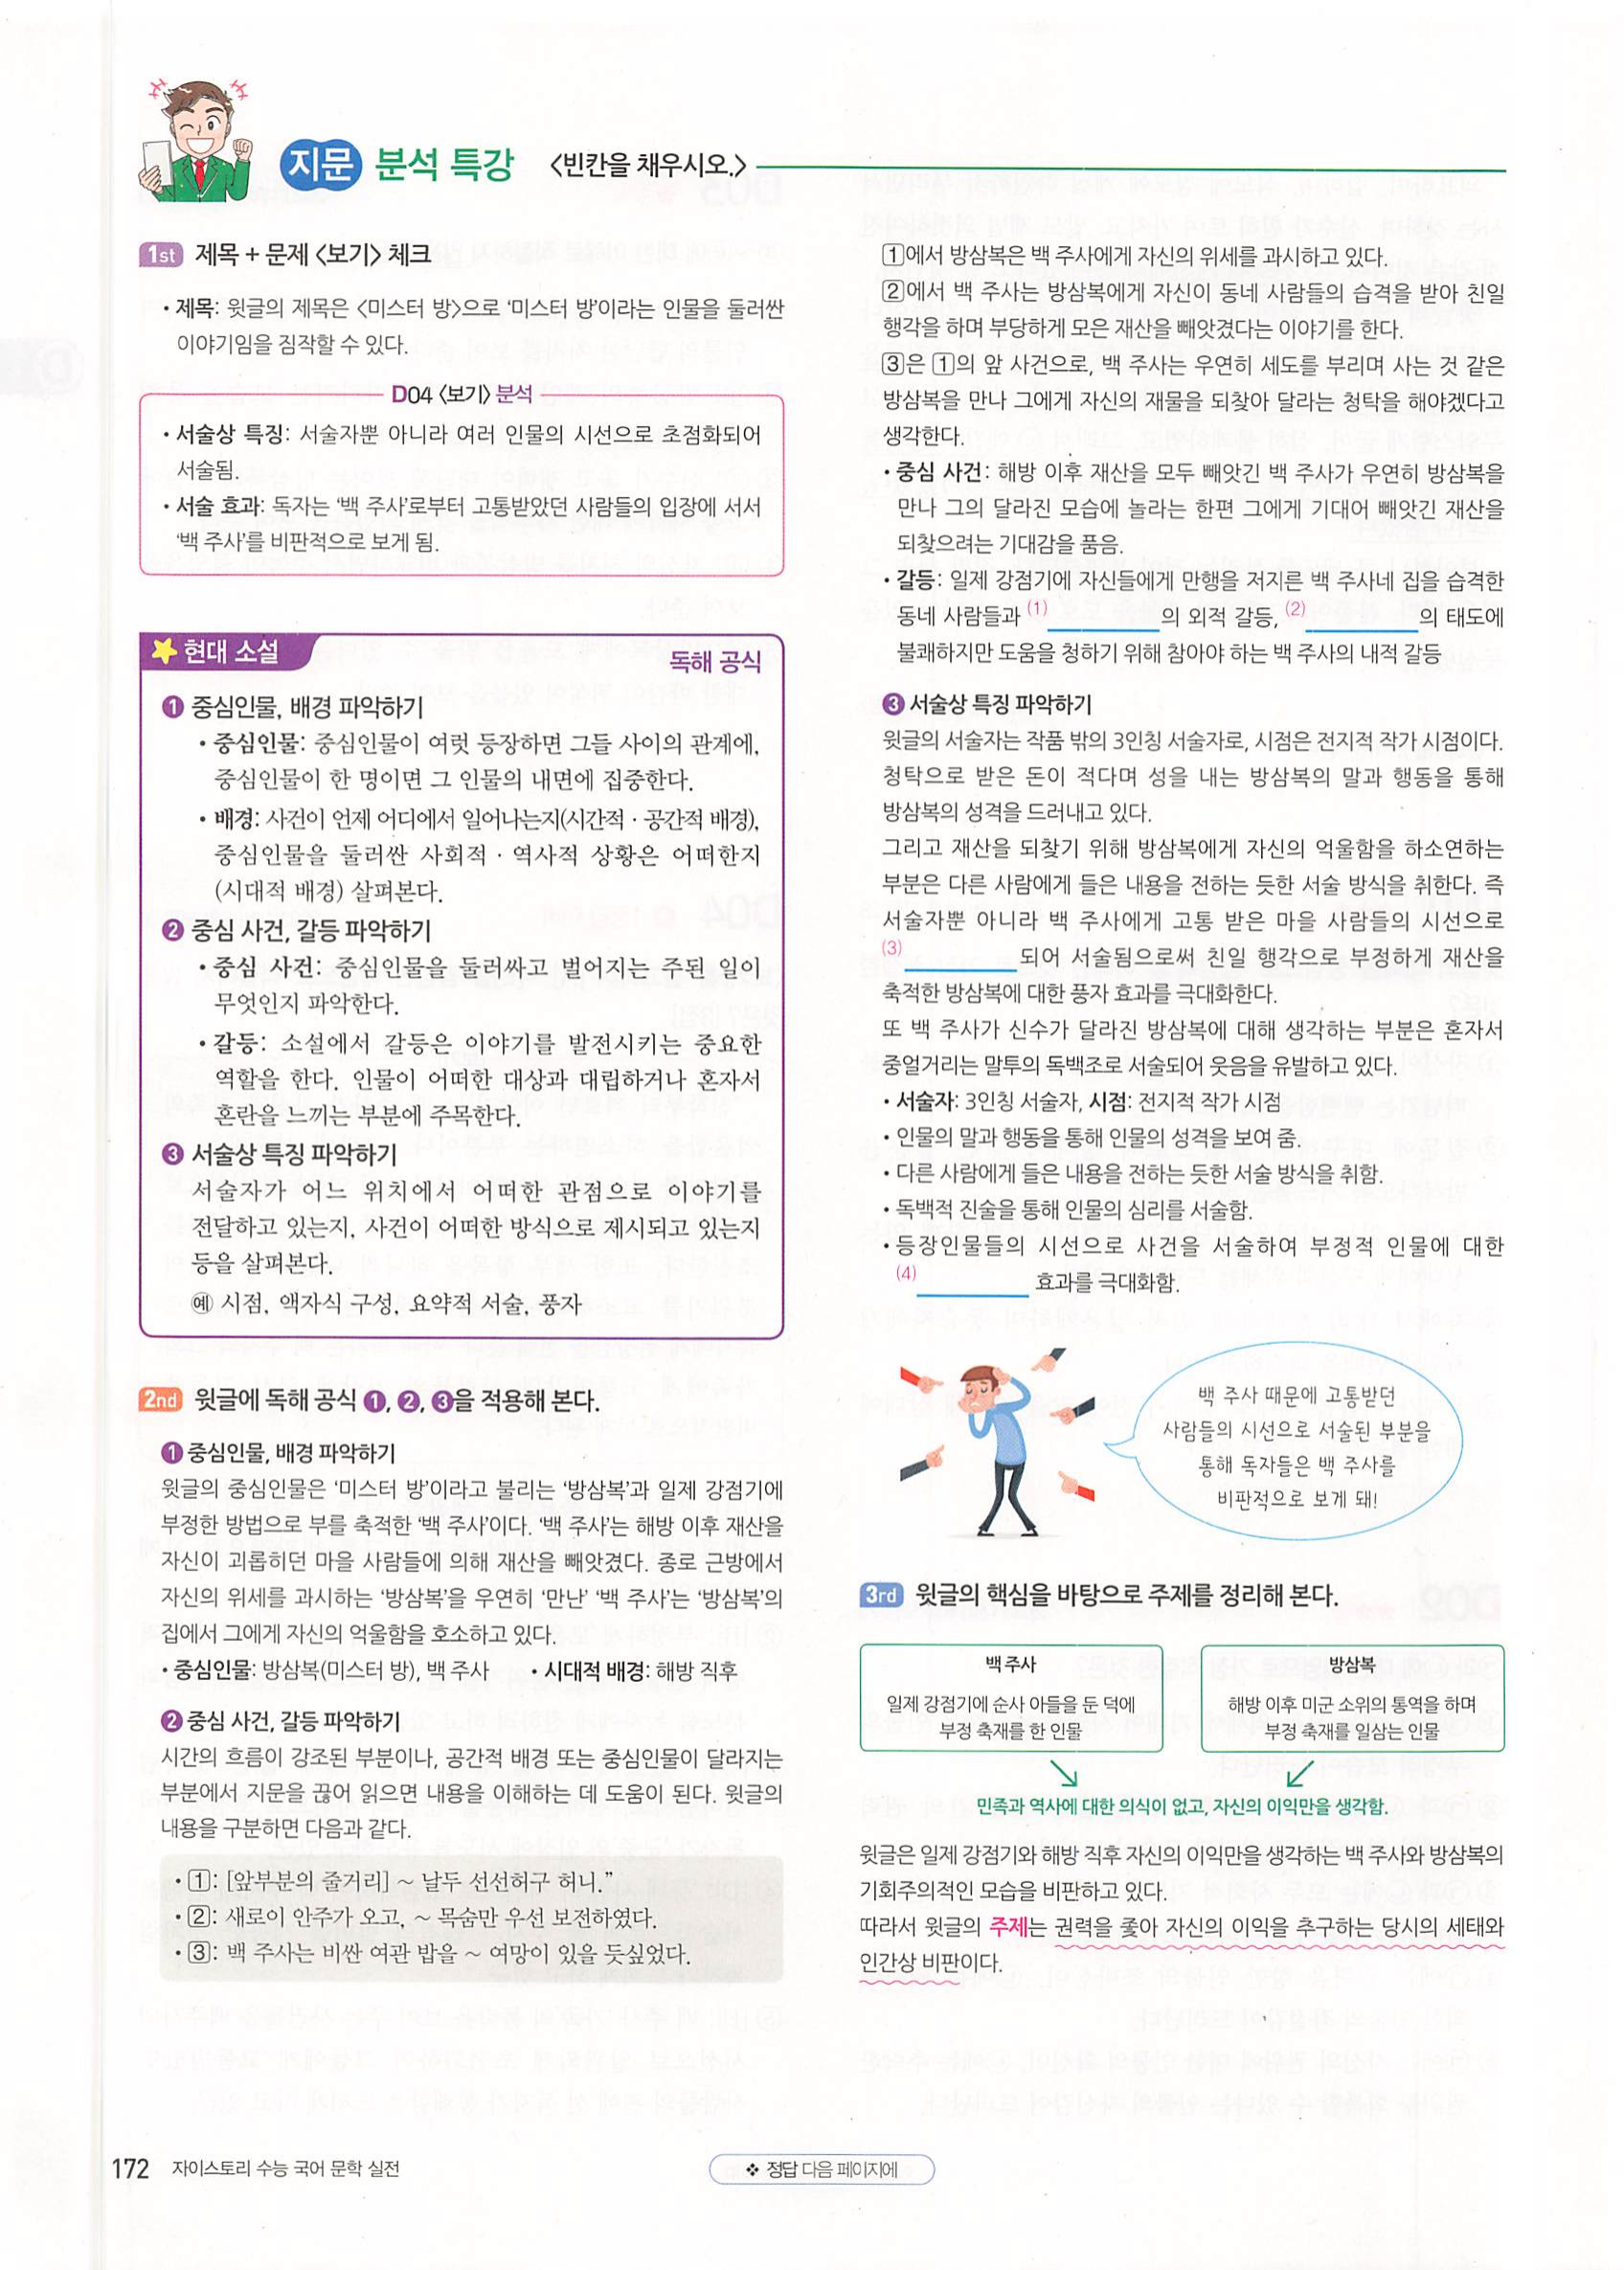 지문 분석 특강 <빈칸을 채우시오.>
1st 제목 + 문제 <보기> 체크
• 제목: 윗글의 제목은 <미스터 방>으로 '미스터 방'이라는 인물을 둘러싼
이야기임을 짐작할 수 있다.
D04 <보기> 분석
• 서술상 특징: 서술자뿐 아니라 여러 인물의 시선으로 초점화되어
서술됨.
• 서술 효과: 독자는 '백 주사'로부터 고통받았던 사람들의 입장에 서서
'백 주사'를 비판적으로 보게 됨.
현대 소설
독해 공식
❶ 중심인물, 배경 파악하기
• 중심인물: 중심인물이 여럿 등장하면 그들 사이의 관계에,
중심인물이 한 명이면 그 인물의 내면에 집중한다.
• 배경: 사건이 언제 어디에서 일어나는지(시간적·공간적 배경),
중심인물을 둘러싼 사회적·역사적 상황은 어떠한지
(시대적 배경) 살펴본다.
❷ 중심 사건, 갈등 파악하기
• 중심 사건: 중심인물을 둘러싸고 벌어지는 주된 일이
무엇인지 파악한다.
• 갈등: 소설에서 갈등은 이야기를 발전시키는 중요한
역할을 한다. 인물이 어떠한 대상과 대립하거나 혼자서
혼란을 느끼는 부분에 주목한다.
❸ 서술상 특징 파악하기
서술자가 어느 위치에서 어떠한 관점으로 이야기를
전달하고 있는지, 사건이 어떠한 방식으로 제시되고 있는지
등을 살펴본다.
예 시점, 액자식 구성, 요약적 서술, 풍자
2nd 윗글에 독해 공식 ❶, ❷, ❸을 적용해 본다.
❶ 중심인물, 배경 파악하기
윗글의 중심인물은 '미스터 방'이라고 불리는 '방삼복'과 일제 강점기에
부정한 방법으로 부를 축적한 '백 주사'이다. '백 주사'는 해방 이후 재산을
자신이 괴롭히던 마을 사람들에 의해 재산을 빼앗겼다. 종로 근방에서
자신의 위세를 과시하는 '방삼복'을 우연히 '만난' '백 주사'는 '방삼복'의
집에서 그에게 자신의 억울함을 호소하고 있다.
• 중심인물: 방삼복(미스터 방), 백 주사 • 시대적 배경: 해방 직후
❷ 중심 사건, 갈등 파악하기
시간의 흐름이 강조된 부분이나, 공간적 배경 또는 중심인물이 달라지는
부분에서 지문을 끊어 읽으면 내용을 이해하는 데 도움이 된다. 윗글의
내용을 구분하면 다음과 같다.
• 1: [앞부분의 줄거리] ~ 날두 선선허구 허니."
• 2: 새로이 안주가 오고, ~ 목숨만 우선 보전하였다.
• 3: 백 주사는 비싼 여관 밥을 ~ 여망이 있을 듯싶었다.
1에서 방삼복은 백 주사에게 자신의 위세를 과시하고 있다.
2에서 백 주사는 방삼복에게 자신이 동네 사람들의 습격을 받아 친일
행각을 하며 부당하게 모은 재산을 빼앗겼다는 이야기를 한다.
3은 1의 앞 사건으로, 백 주사는 우연히 세도를 부리며 사는 것 같은
방삼복을 만나 그에게 자신의 재물을 되찾아 달라는 청탁을 해야겠다고
생각한다.
• 중심 사건: 해방 이후 재산을 모두 빼앗긴 백 주사가 우연히 방삼복을
만나 그의 달라진 모습에 놀라는 한편 그에게 기대어 빼앗긴 재산을
되찾으려는 기대감을 품음.
• 갈등: 일제 강점기에 자신들에게 만행을 저지른 백 주사네 집을 습격한
동네 사람들과 (1) ________의 외적 갈등, (2) ________의 태도에
불쾌하지만 도움을 청하기 위해 참아야 하는 백 주사의 내적 갈등
❸ 서술상 특징 파악하기
윗글의 서술자는 작품 밖의 3인칭 서술자로, 시점은 전지적 작가 시점이다.
청탁으로 받은 돈이 적다며 성을 내는 방삼복의 말과 행동을 통해
방삼복의 성격을 드러내고 있다.
그리고 재산을 되찾기 위해 방삼복에게 자신의 억울함을 하소연하는
부분은 다른 사람에게 들은 내용을 전하는 듯한 서술 방식을 취한다. 즉
서술자뿐 아니라 백 주사에게 고통 받은 마을 사람들의 시선으로
(3) ________되어 서술됨으로써 친일 행각으로 부정하게 재산을
축적한 방삼복에 대한 풍자 효과를 극대화한다.
또 백 주사가 신수가 달라진 방삼복에 대해 생각하는 부분은 혼자서
중얼거리는 말투의 독백조로 서술되어 웃음을 유발하고 있다.
• 서술자: 3인칭 서술자, 시점: 전지적 작가 시점
• 인물의 말과 행동을 통해 인물의 성격을 보여 줌.
• 다른 사람에게 들은 내용을 전하는 듯한 서술 방식을 취함.
• 독백적 진술을 통해 인물의 심리를 서술함.
• 등장인물들의 시선으로 사건을 서술하여 부정적 인물에 대한
(4) ________ 효과를 극대화함.
백 주사 때문에 고통받던
사람들의 시선으로 서술된 부분을
통해 독자들은 백 주사를
비판적으로 보게 돼!
3rd 윗글의 핵심을 바탕으로 주제를 정리해 본다.
백 주사
일제 강점기에 순사 아들을 둔 덕에
부정 축재를 한 인물
방삼복
해방 이후 미군 소위의 통역을 하며
부정 축재를 일삼는 인물
민족과 역사에 대한 의식이 없고, 자신의 이익만을 생각함.
윗글은 일제 강점기와 해방 직후 자신의 이익만을 생각하는 백 주사와 방삼복의
기회주의적인 모습을 비판하고 있다.
따라서 윗글의 주제는 권력을 좇아 자신의 이익을 추구하는 당시의 세태와
인간상 비판이다.
172 자이스토리 수능 국어 문학 실전
❖ 정답 다음 페이지에